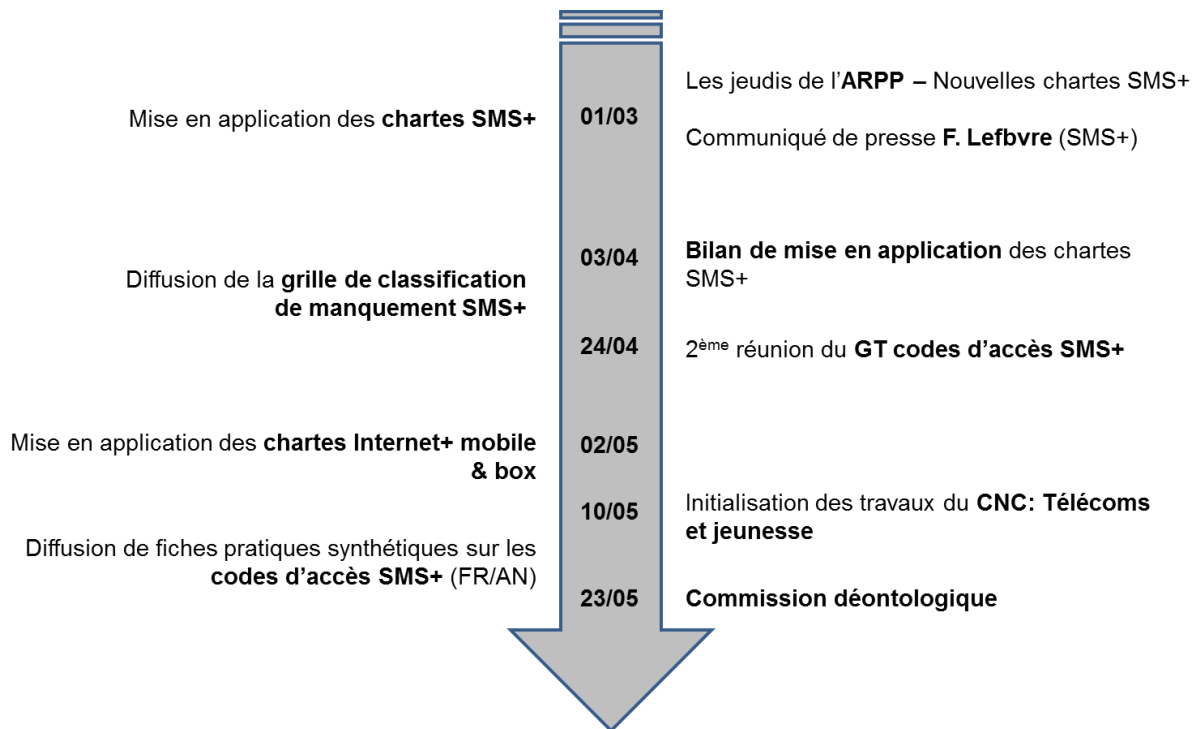 Les jeudis de l’ARPP – Nouvelles chartes SMS+
Mise en application des chartes SMS+
01/03
Communiqué de presse F. Lefbvre (SMS+)
03/04
Bilan de mise en application des chartes
SMS+
Diffusion de la grille de classification
de manquement SMS+
24/04
2ème réunion du GT codes d’accès SMS+
Mise en application des chartes Internet+ mobile
& box
02/05
10/05
Initialisation des travaux du CNC: Télécoms
et jeunesse
Diffusion de fiches pratiques synthétiques sur les
codes d’accès SMS+ (FR/AN)
23/05
Commission déontologique